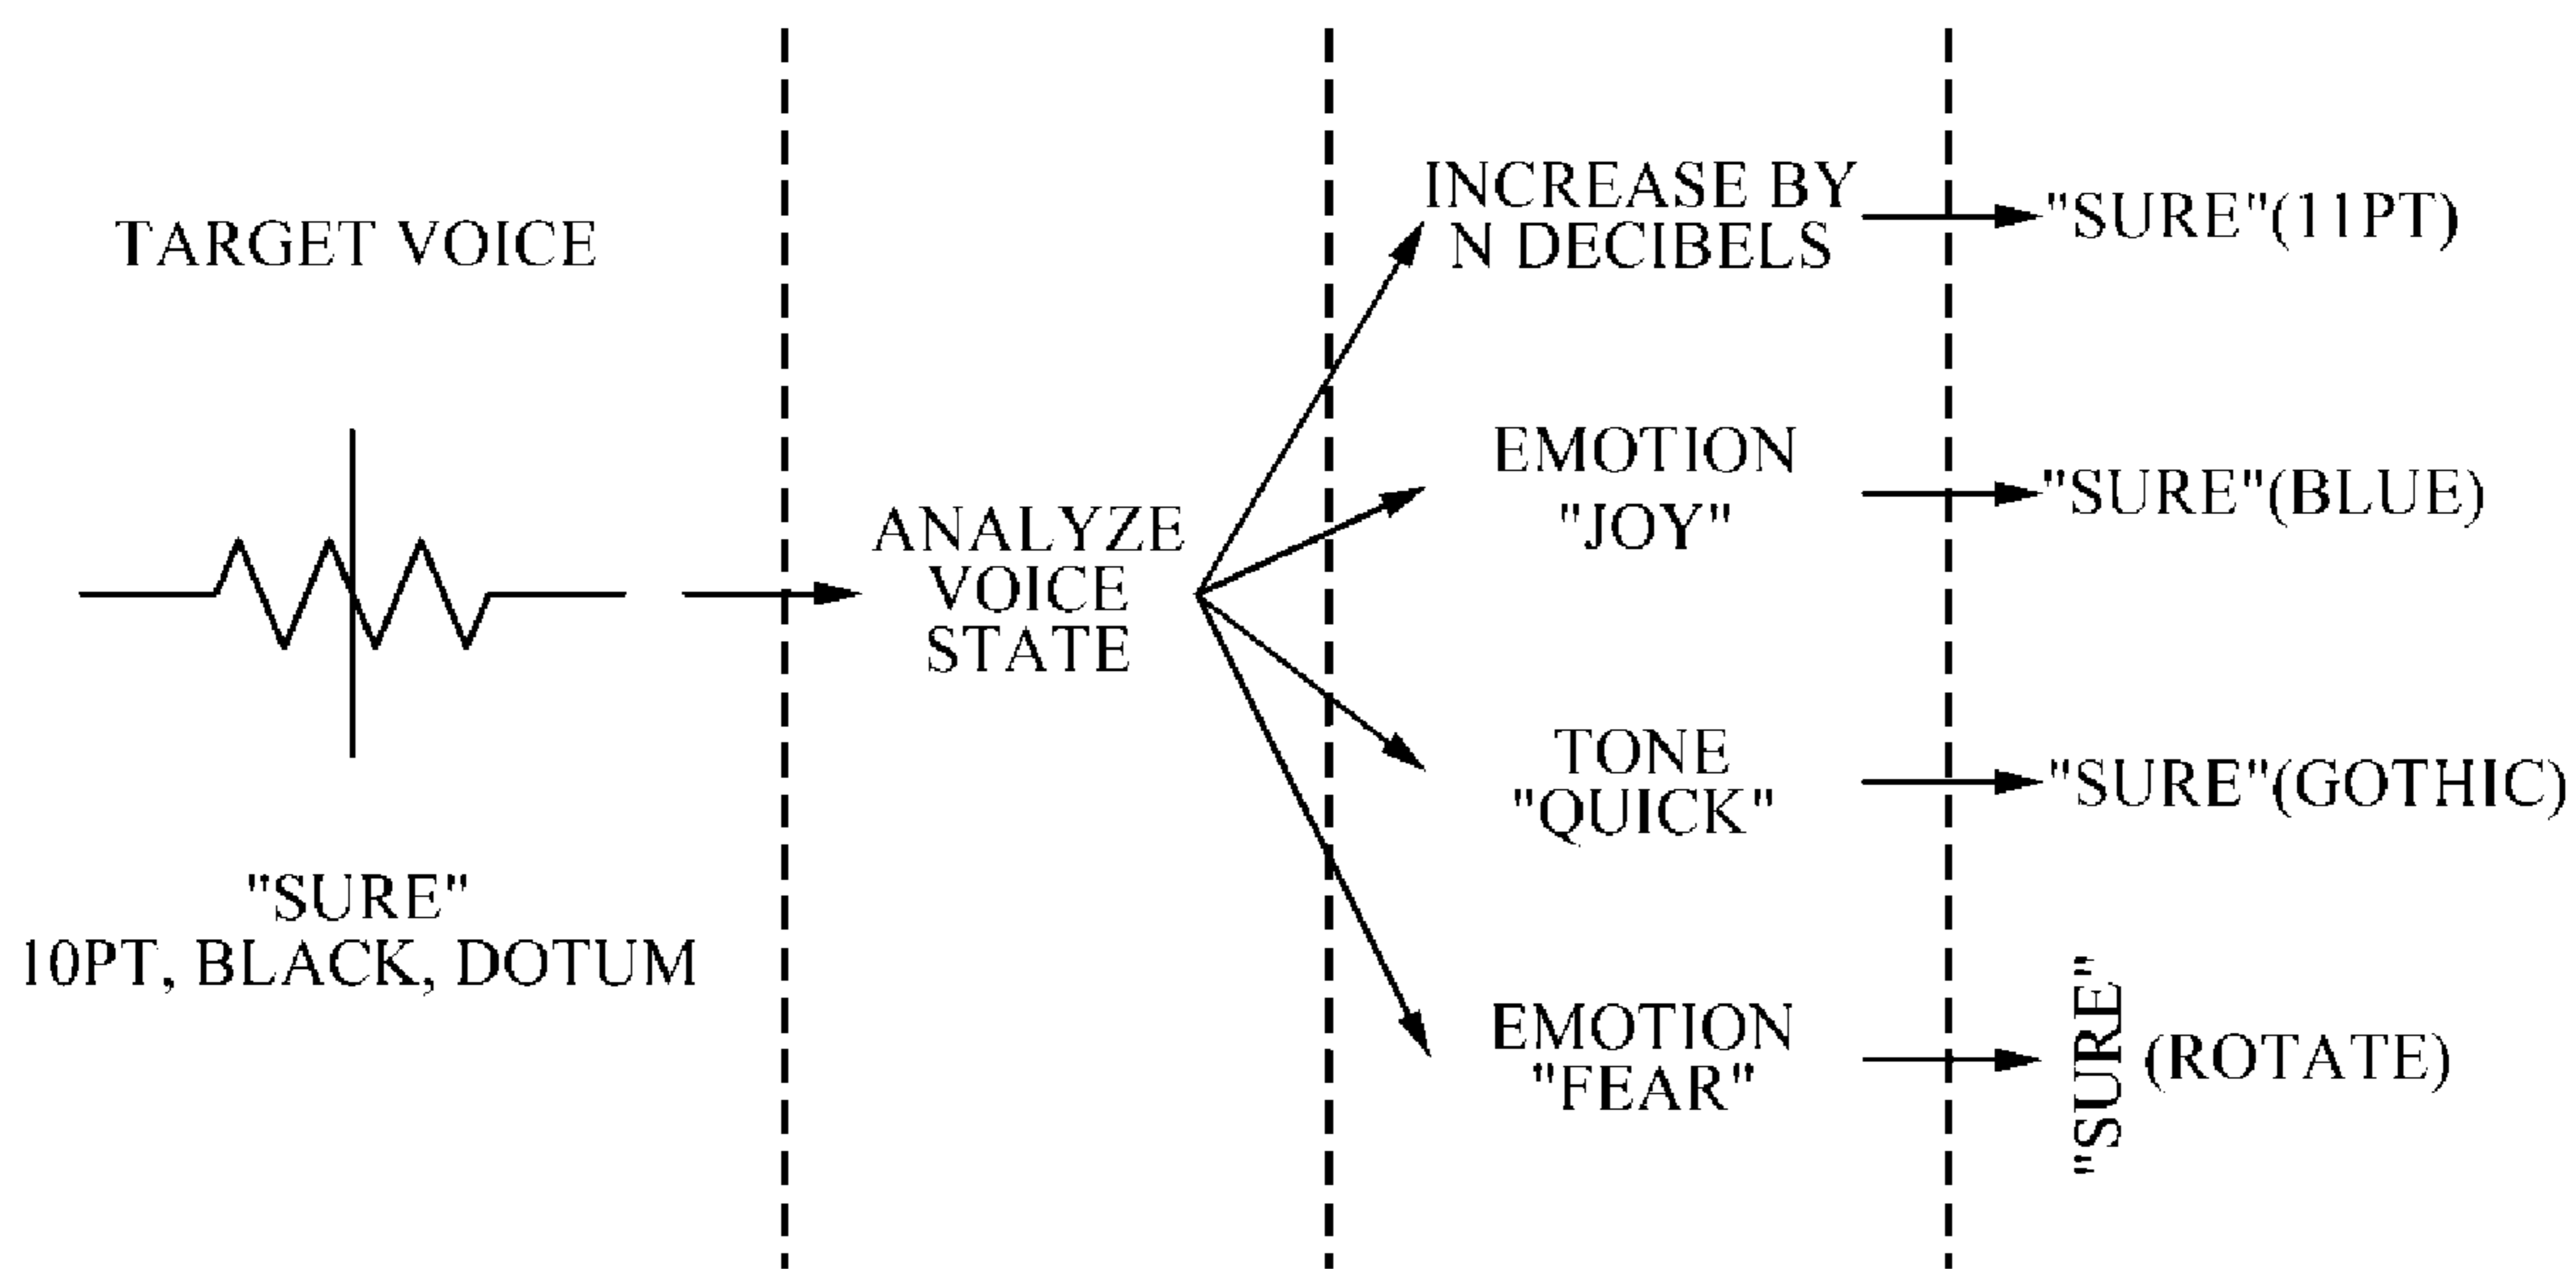 TARGET VOICE
"SURE"
10PT, BLACK, DOTUM
ANALYZE
VOICE
STATE
INCREASE BY
N DECIBELS
"SURE"(11PT)
EMOTION
"JOY"
"SURE"(BLUE)
TONE
"QUICK"
"SURE"(GOTHIC)
EMOTION
"FEAR"
"SURE" (ROTATE)